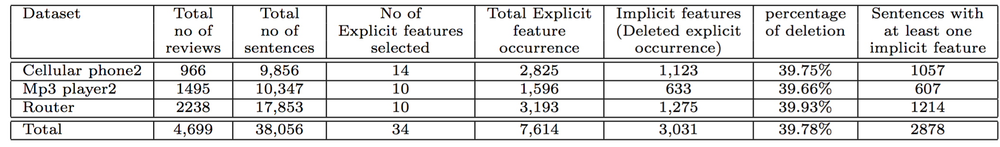 Dataset Total Total No of Total Explicit Implicit features percentage Sentences with
no of no of Explicit features feature (Deleted explicit of deletion at least one
reviews sentences selected occurrence occurrence) implicit feature
Cellular phone2 966 9,856 14 2,825 1,123 39.75% 1057
Mp3 player2 1495 10,347 10 1,596 633 39.66% 607
Router 2238 17,853 10 3,193 1,275 39.93% 1214
Total 4,699 38,056 34 7,614 3,031 39.78% 2878